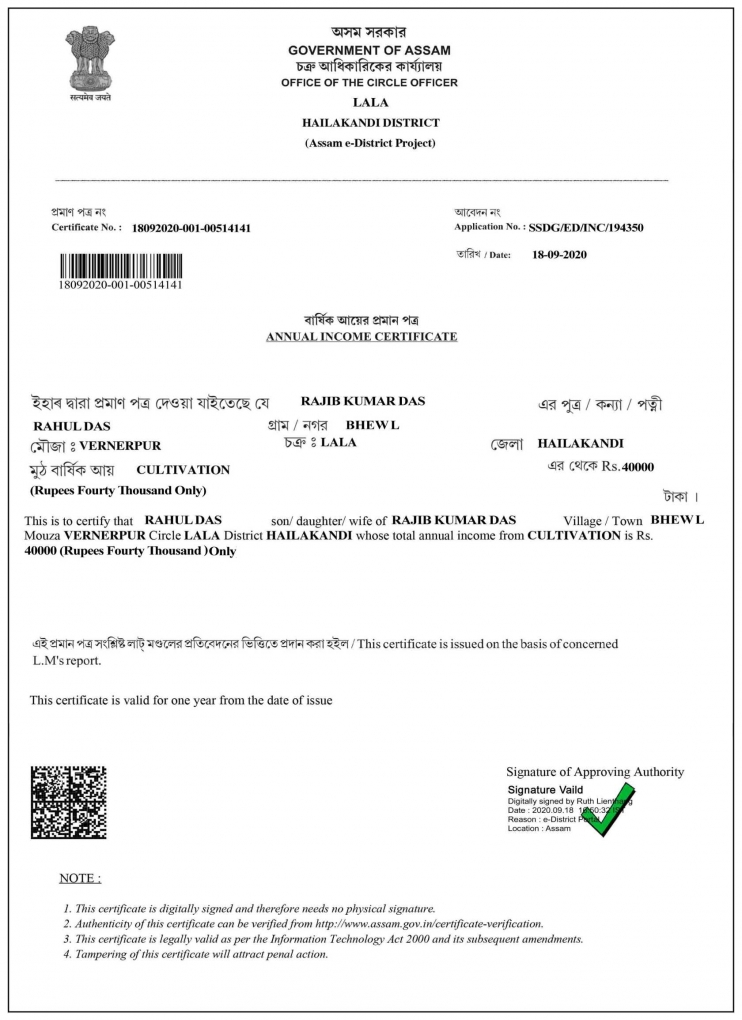 सत्यमेव जयते
অসম সরকার
GOVERNMENT OF ASSAM
চক্ৰ আধিকাৰিকের কার্য্যালয়
OFFICE OF THE CIRCLE OFFICER
LALA
HAILAKANDI DISTRICT
(Assam e-District Project)
প্রমাণ পত্র নং
Certificate No. : 18092020-001-00514141
আবেদন নং
Application No. : SSDG/ED/INC/194350
তারিখ / Date: 18-09-2020
18092020-001-00514141
বার্ষিক আয়ের প্রমান পত্র
ANNUAL INCOME CERTIFICATE
ইহাৰ দ্বারা প্রমাণ পত্র দেওয়া যাইতেছে যে RAJIB KUMAR DAS এর পুত্র / কন্যা / পত্নী
RAHUL DAS গ্রাম / নগর BHEW L
মৌজা ঃ VERNERPUR চক্র ঃ LALA জেলা HAILAKANDI
মুঠ বার্ষিক আয় CULTIVATION এর থেকে Rs. 40000
(Rupees Fourty Thousand Only)
টাকা ।
This is to certify that RAHUL DAS son/ daughter/ wife of RAJIB KUMAR DAS Village / Town BHEW L
Mouza VERNERPUR Circle LALA District HAILAKANDI whose total annual income from CULTIVATION is Rs.
40000 (Rupees Fourty Thousand )Only
এই প্রমান পত্র সংশ্লিষ্ট লাট্ মণ্ডলের প্রতিবেদনের ভিত্তিতে প্রদান করা হইল / This certificate is issued on the basis of concerned
L.M's report.
This certificate is valid for one year from the date of issue
Signature of Approving Authority
Signature Vaild
Digitally signed by Ruth
Date : 2020.09.18
Reason : e-District Portal
Location : Assam
NOTE :
1. This certificate is digitally signed and therefore needs no physical signature.
2. Authenticity of this certificate can be verified from http://www.assam.gov.in/certificate-verification.
3. This certificate is legally valid as per the Information Technology Act 2000 and its subsequent amendments.
4. Tampering of this certificate will attract penal action.